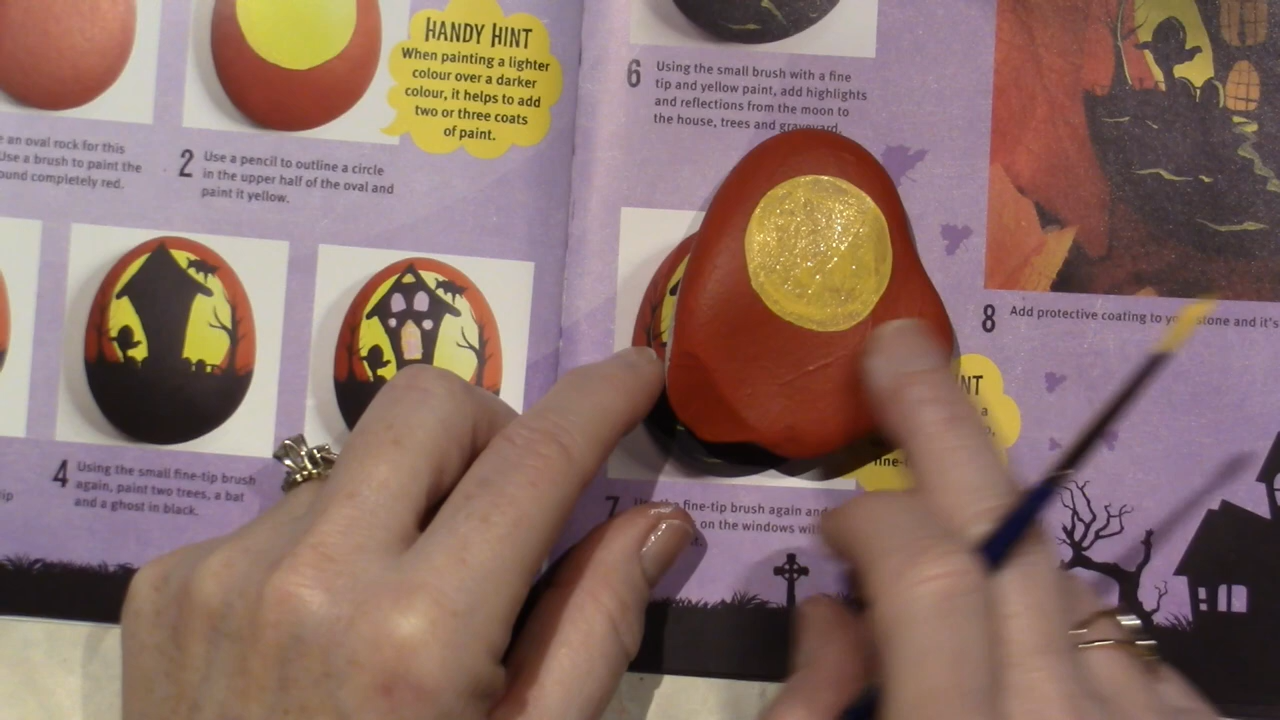 HANDY HINT
When painting a lighter
colour over a darker
colour, it helps to add
two or three coats
of paint.
e an oval rock for this
Use a brush to paint the
ound completely red.
2 Use a pencil to outline a circle
in the upper half of the oval and
paint it yellow.
6 Using the small brush with a fine
tip and yellow paint, add highlights
and reflections from the moon to
the house, trees and graveyard.
4 Using the small fine-tip brush
again, paint two trees, a bat
and a ghost in black.
tip
7 fine-tip brush again and
on the windows
8 Add protective coating to your stone and it's
NT
a
fine-